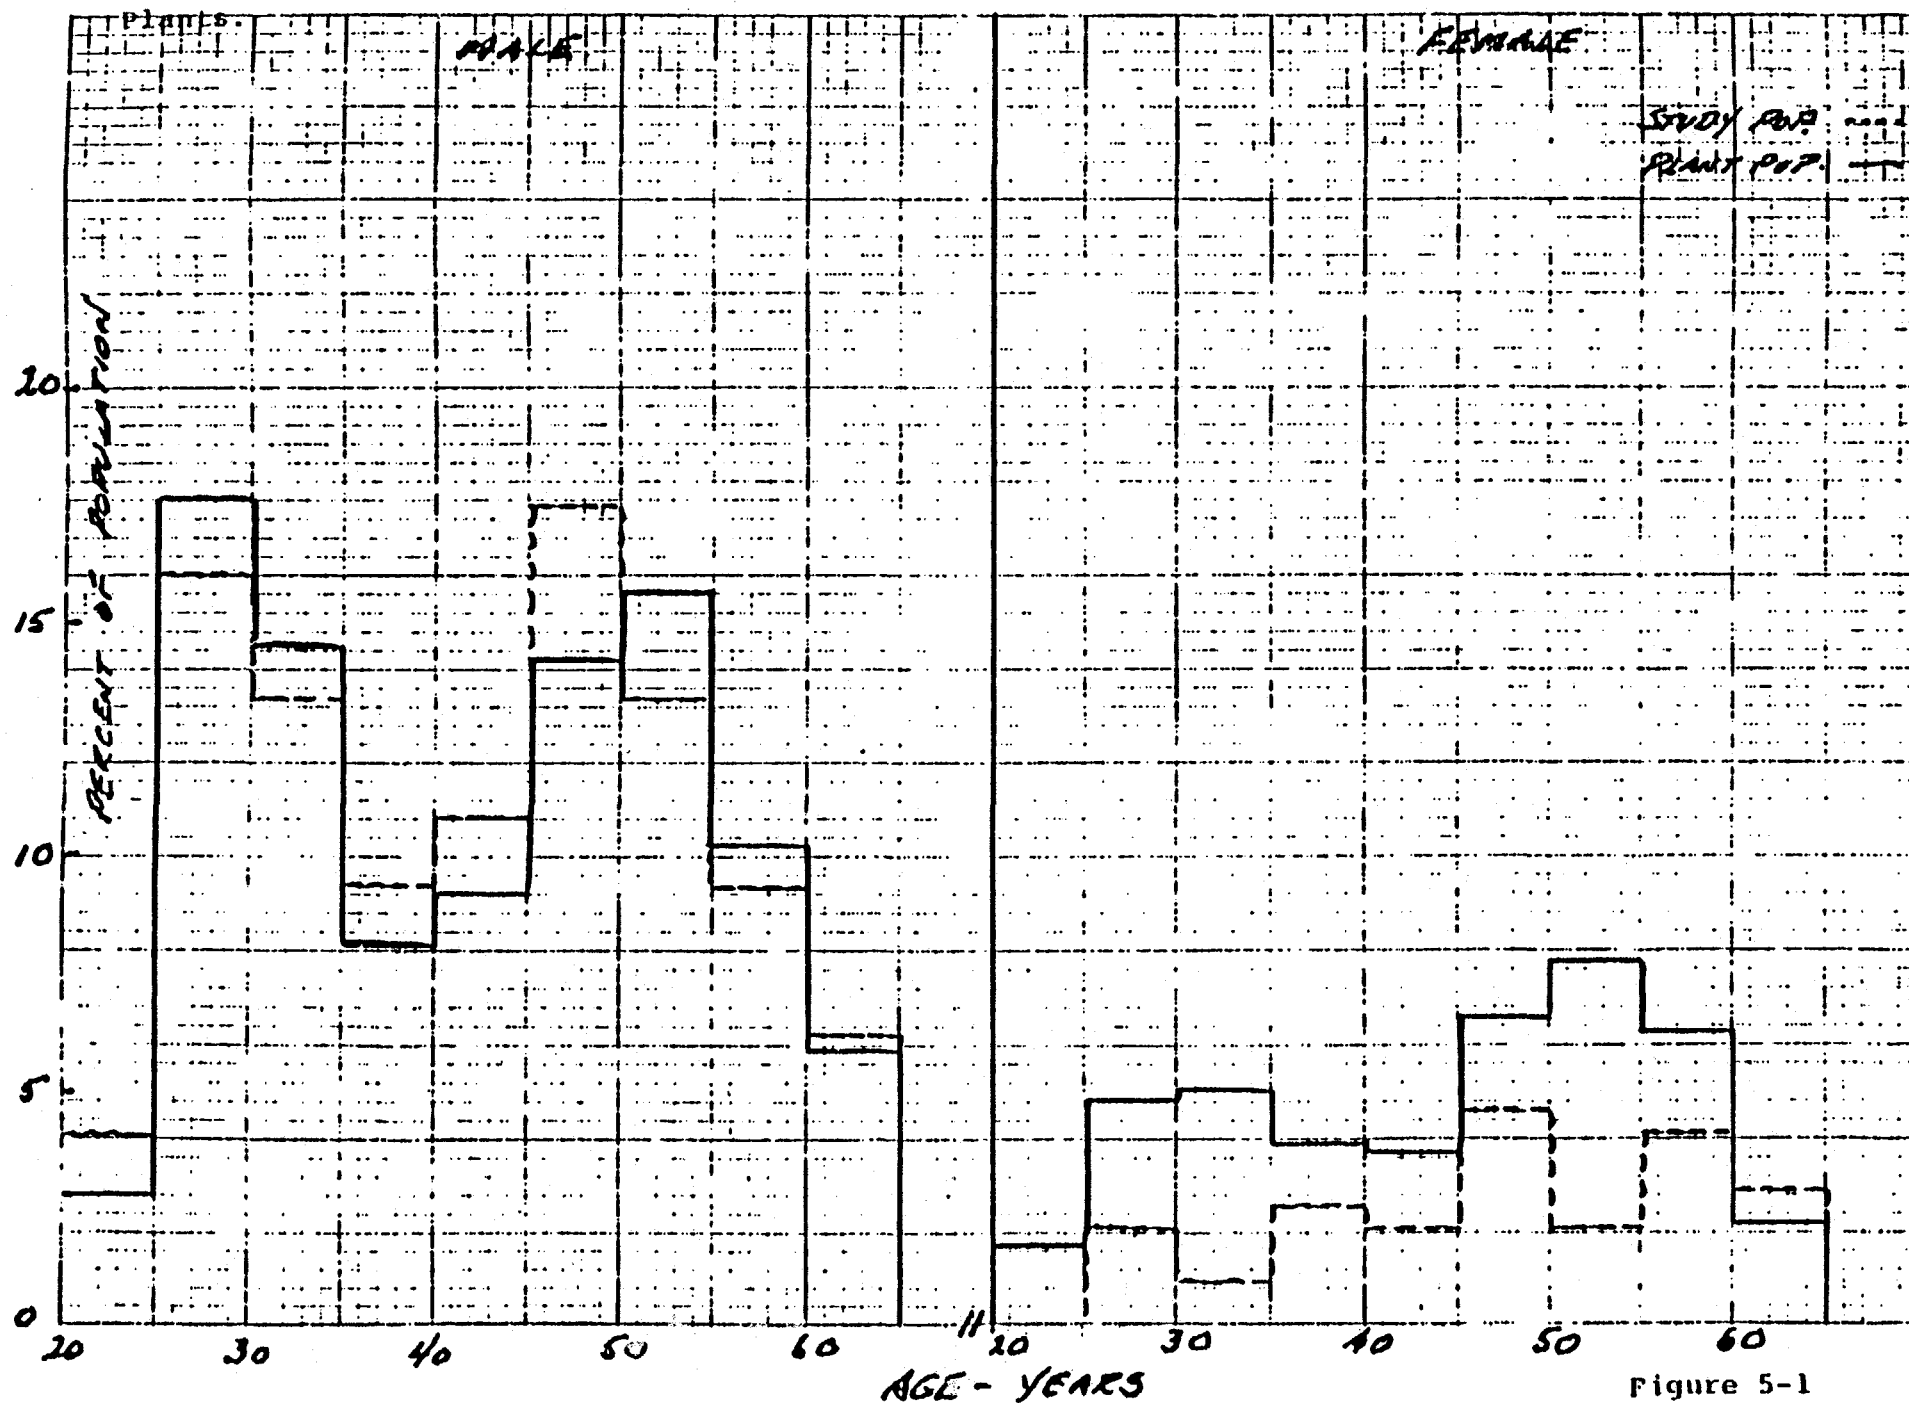 Plants.
MALE
FEMALE
STUDY POP. ----
PLANT POP. —
PERCENT OF POPULATION
20
15
10
5
0
20 30 40 50 60 // 20 30 40 50 60
AGE - YEARS
Figure 5-1